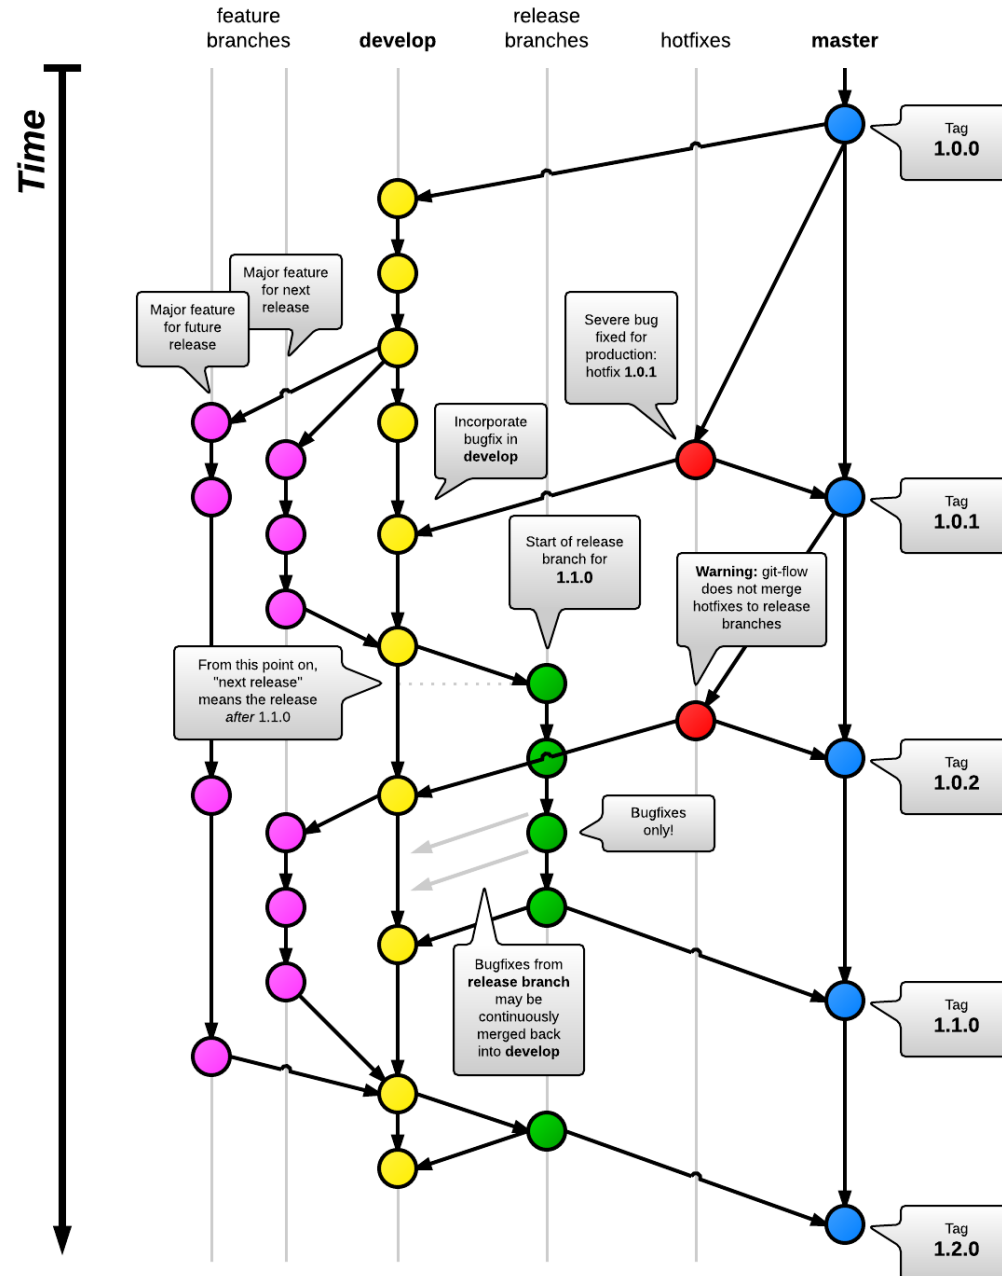 feature
branches
develop
release
branches
hotfixes
master
Time
Tag
1.0.0
Major feature
for next
release
Major feature
for future
release
Severe bug
fixed for
production:
hotfix 1.0.1
Incorporate
bugfix in
develop
Tag
1.0.1
Start of release
branch for
1.1.0
Warning: git-flow
does not merge
hotfixes to release
branches
From this point on,
"next release"
means the release
after 1.1.0
Tag
1.0.2
Bugfixes
only!
Bugfixes from
release branch
may be
continuously
merged back
into develop
Tag
1.1.0
Tag
1.2.0